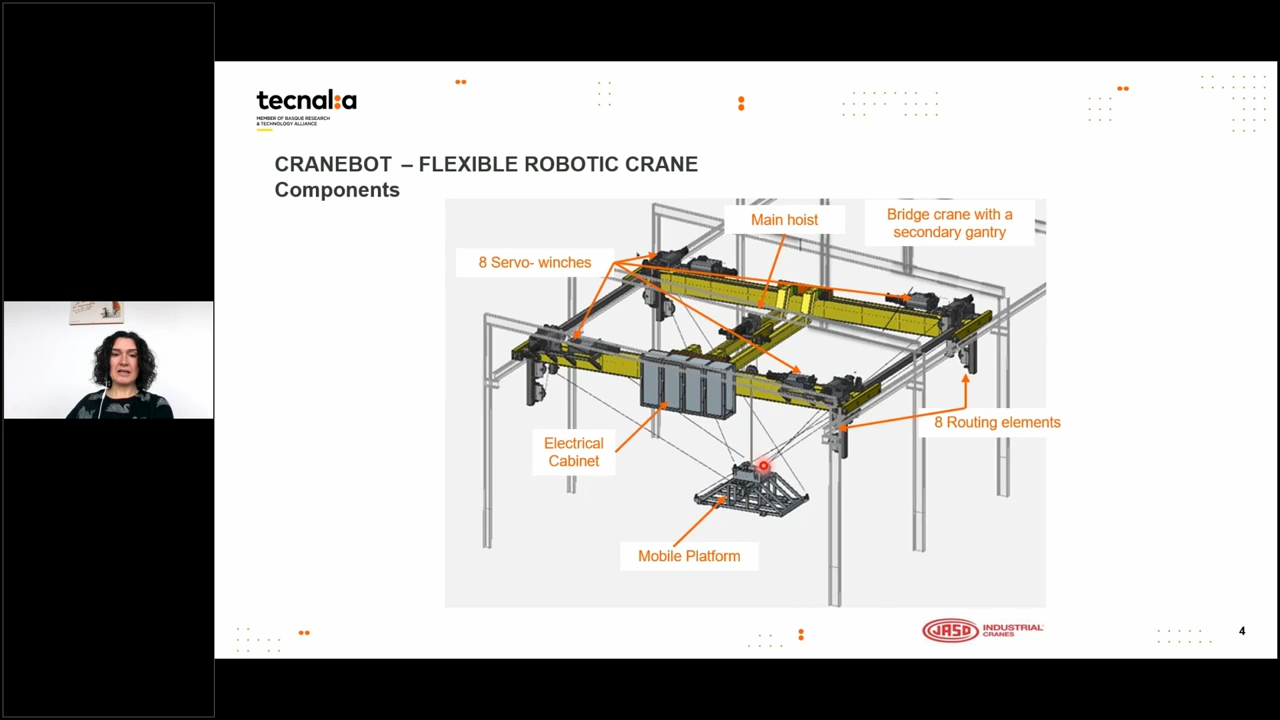 tecnalia
MEMBER OF BASQUE RESEARCH
& TECHNOLOGY ALLIANCE
CRANEBOT – FLEXIBLE ROBOTIC CRANE
Components
Main hoist
Bridge crane with a
secondary gantry
8 Servo- winches
8 Routing elements
Electrical
Cabinet
Mobile Platform
JASO
INDUSTRIAL
CRANES
4